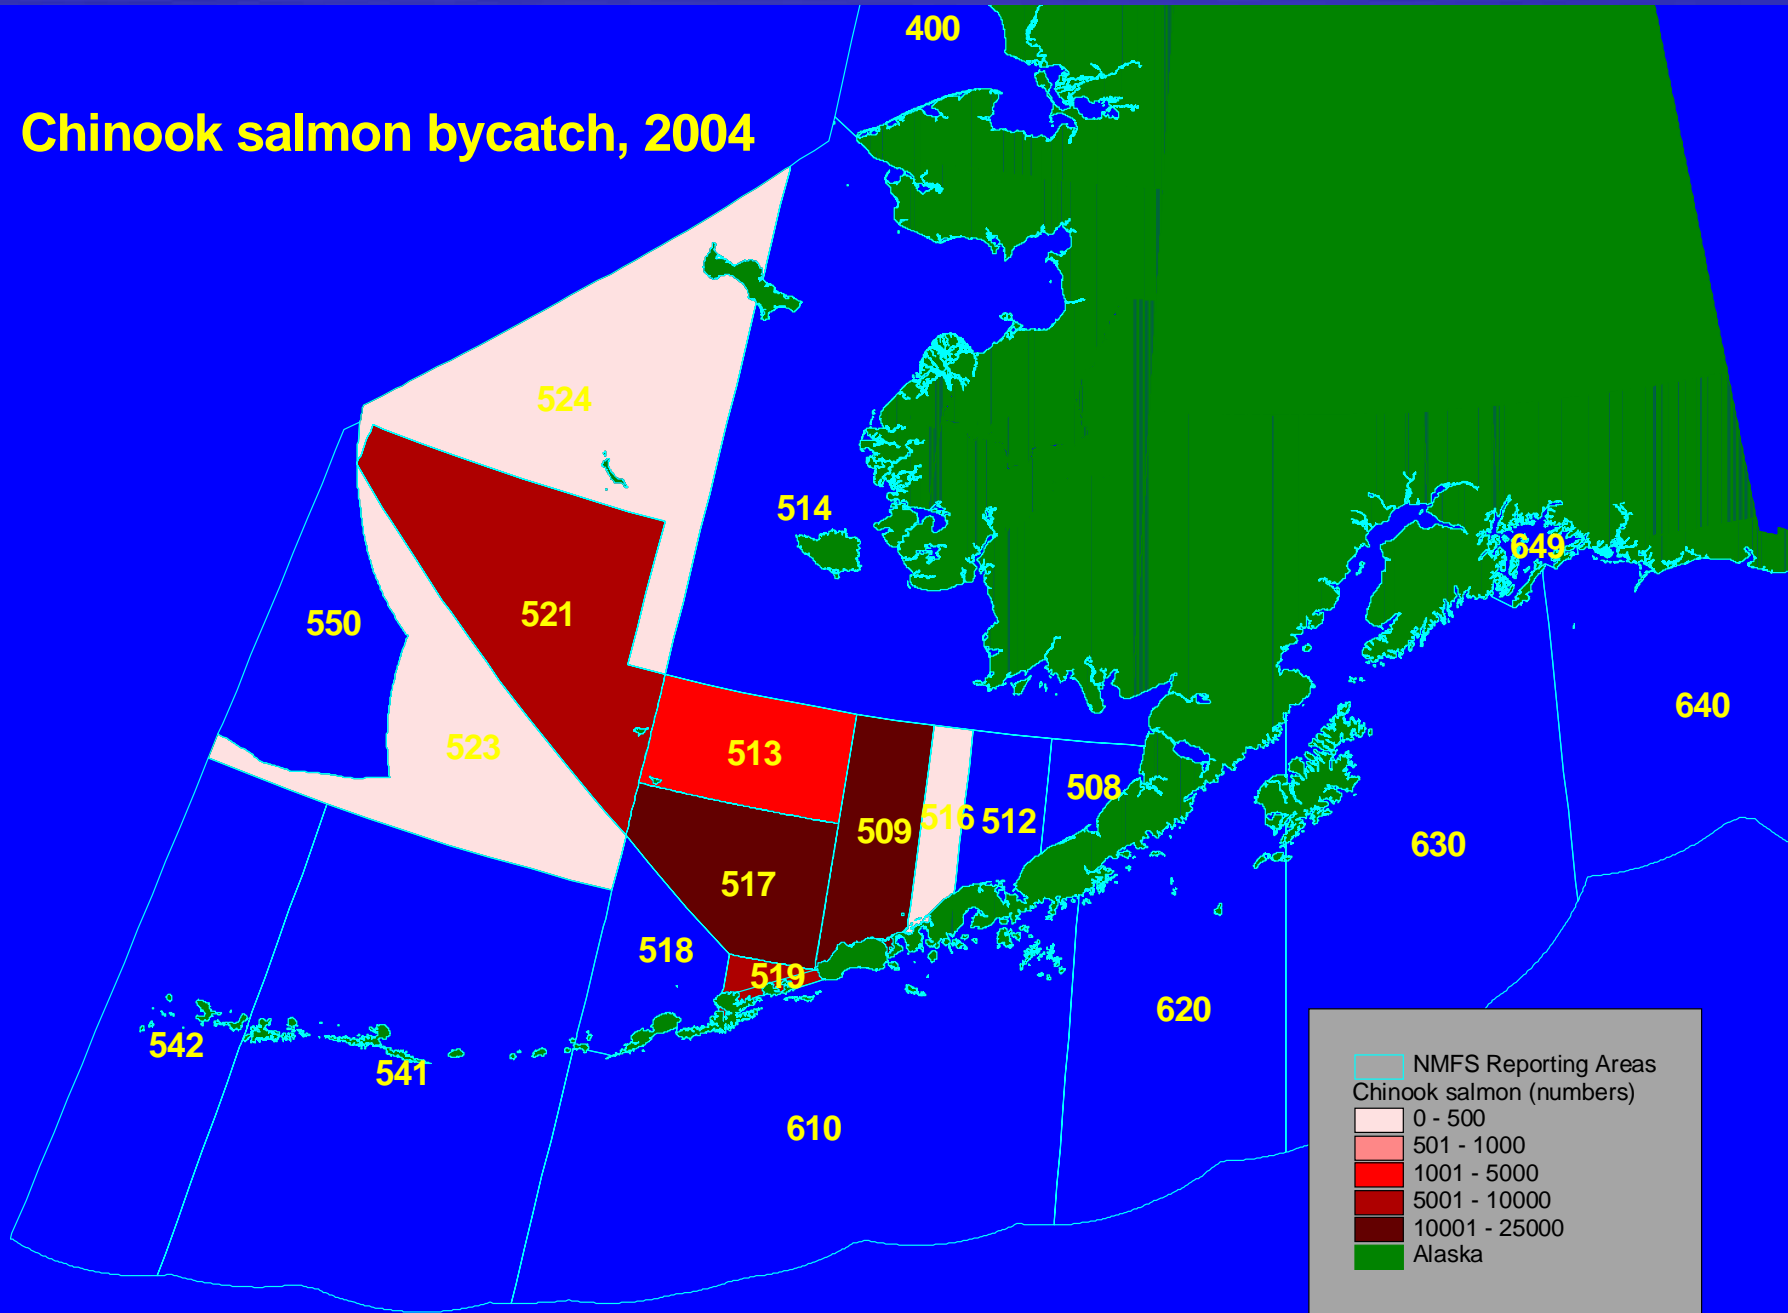 400
Chinook salmon bycatch, 2004
524
514
649
521
550
640
513
523
508
516
512
509
630
517
518
519
620
542
541
610
NMFS Reporting Areas
Chinook salmon (numbers)
0 - 500
501 - 1000
1001 - 5000
5001 - 10000
10001 - 25000
Alaska